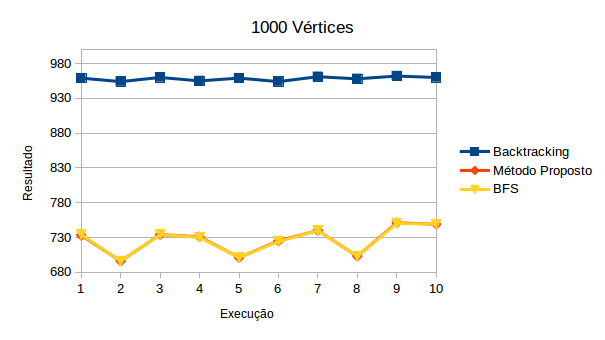 1000 Vértices
Resultado
980
930
880
830
780
730
680
1 2 3 4 5 6 7 8 9 10
Execução
Backtracking
Método Proposto
BFS